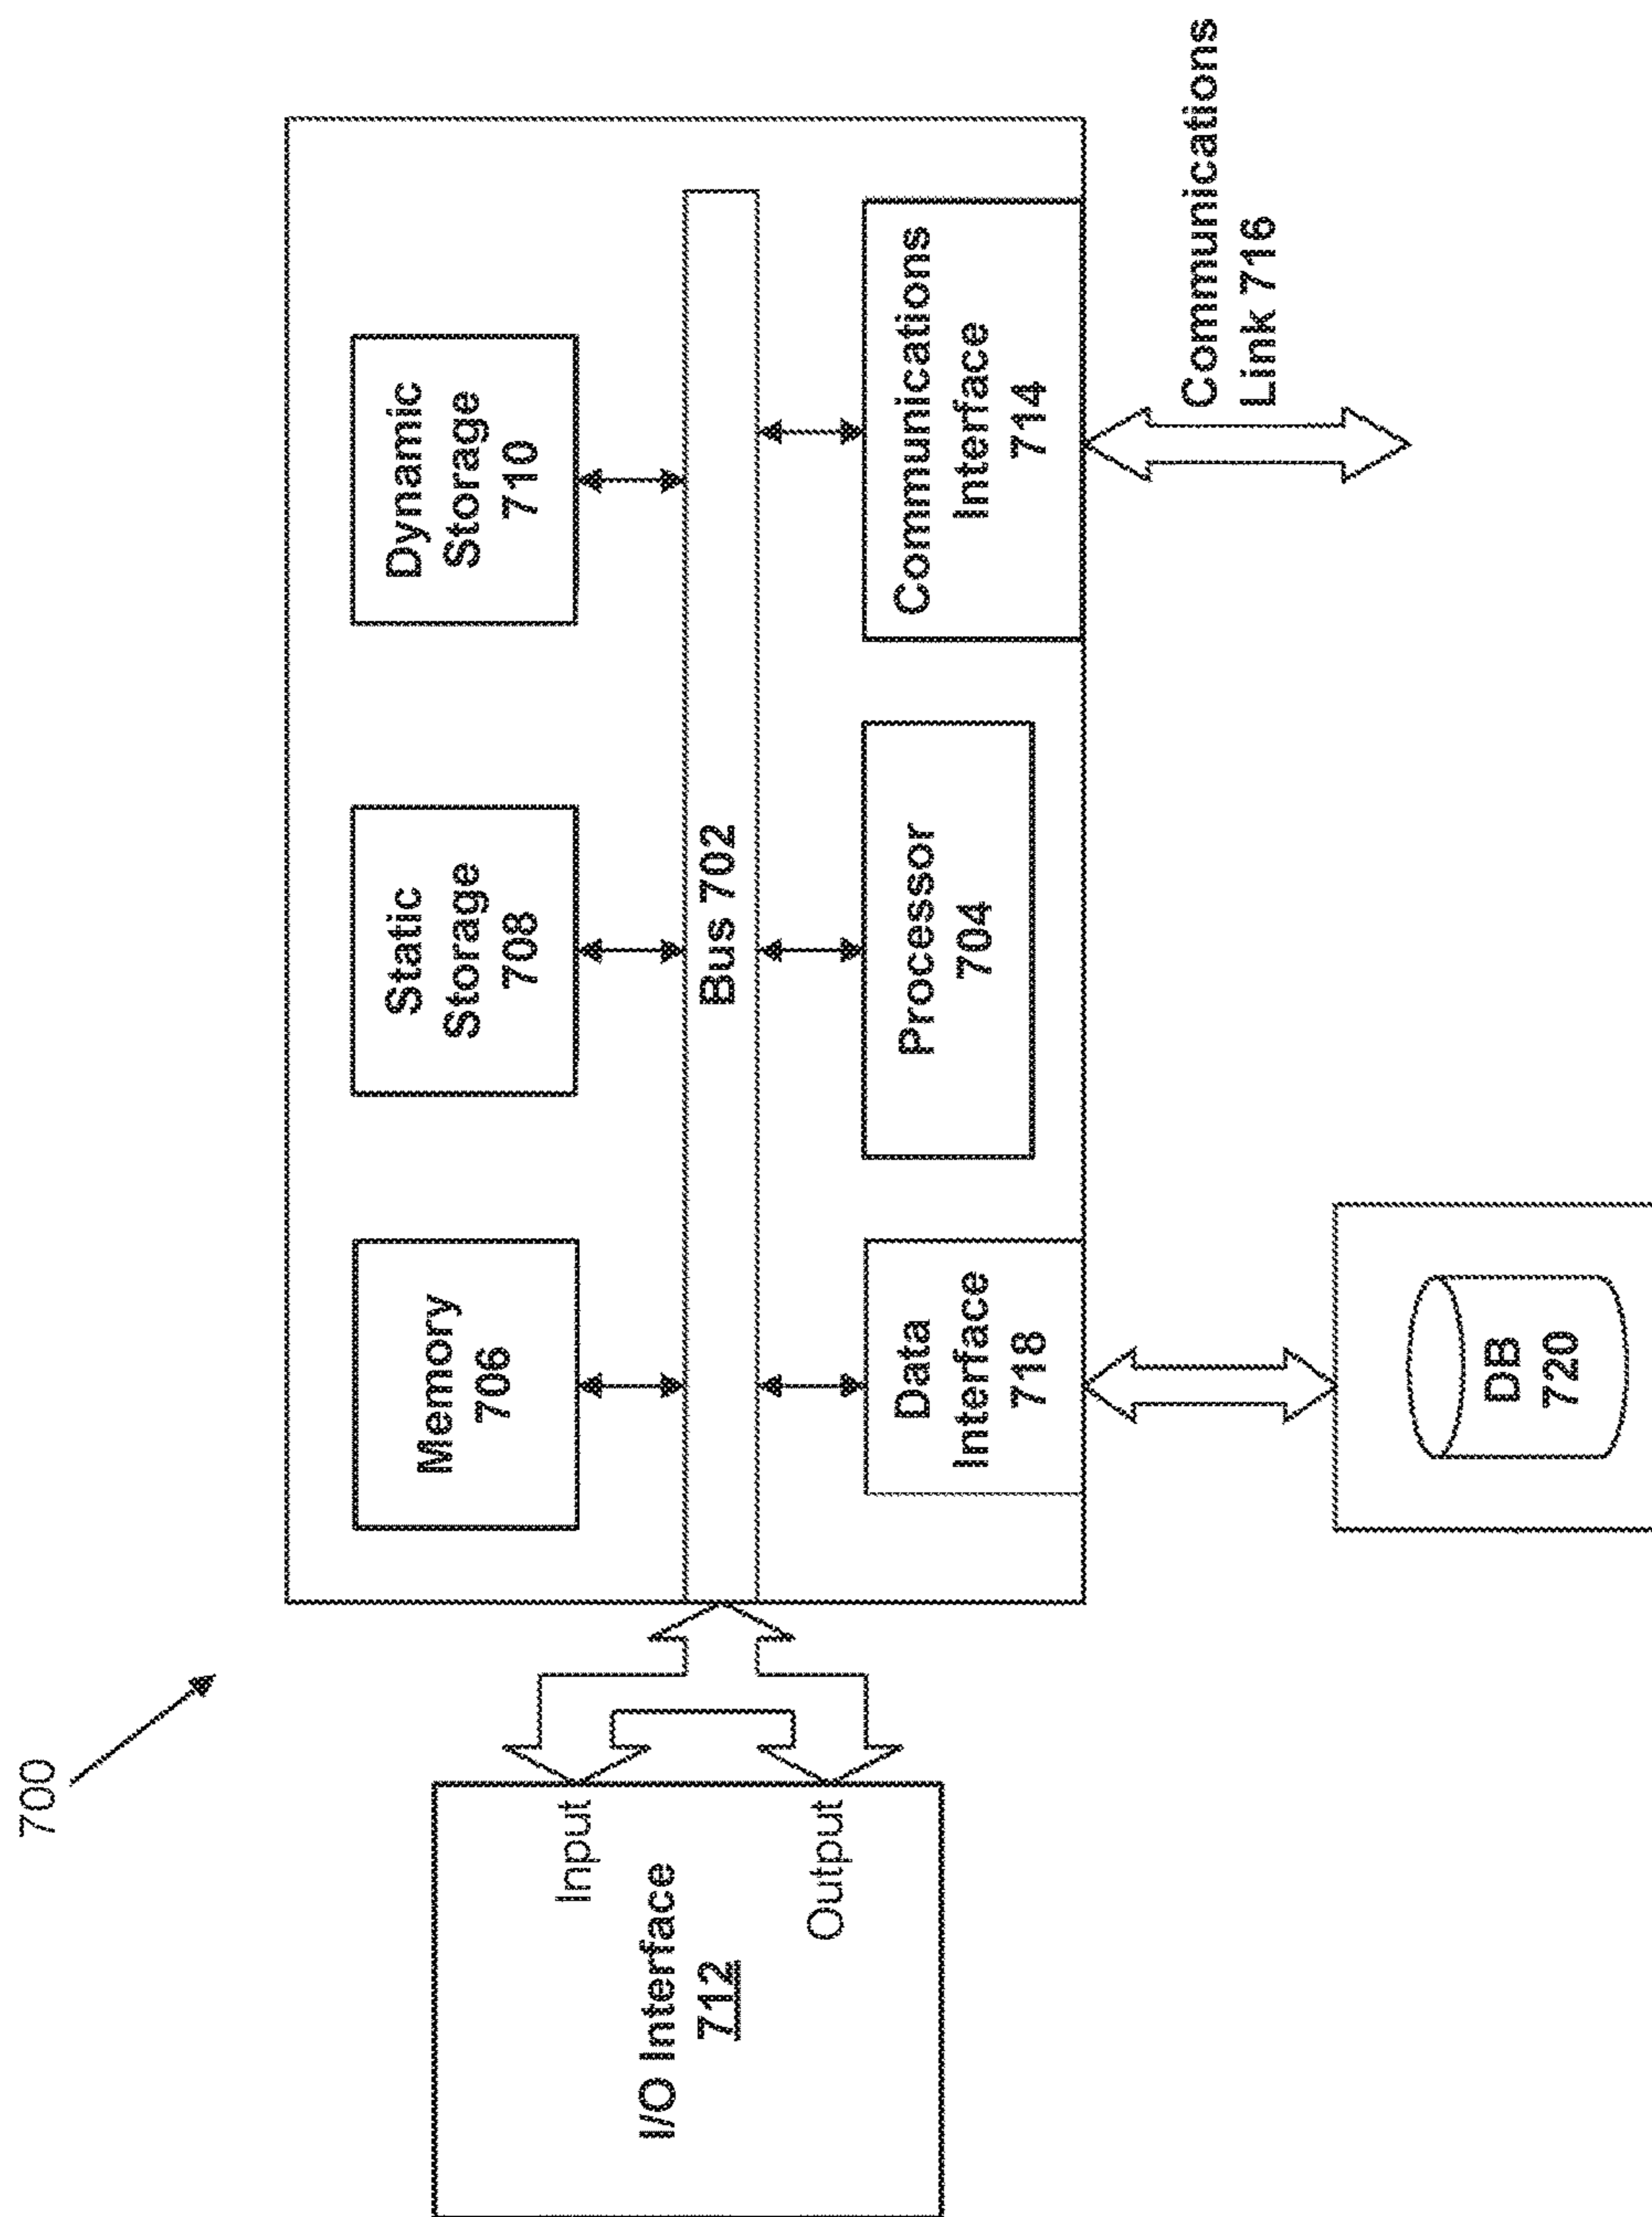 700
Memory
706
Static
Storage
708
Dynamic
Storage
710
I/O Interface
712
Input
Output
Bus 702
Data
Interface
718
Processor
704
Communications
Interface
714
DB
720
Communications
Link 716